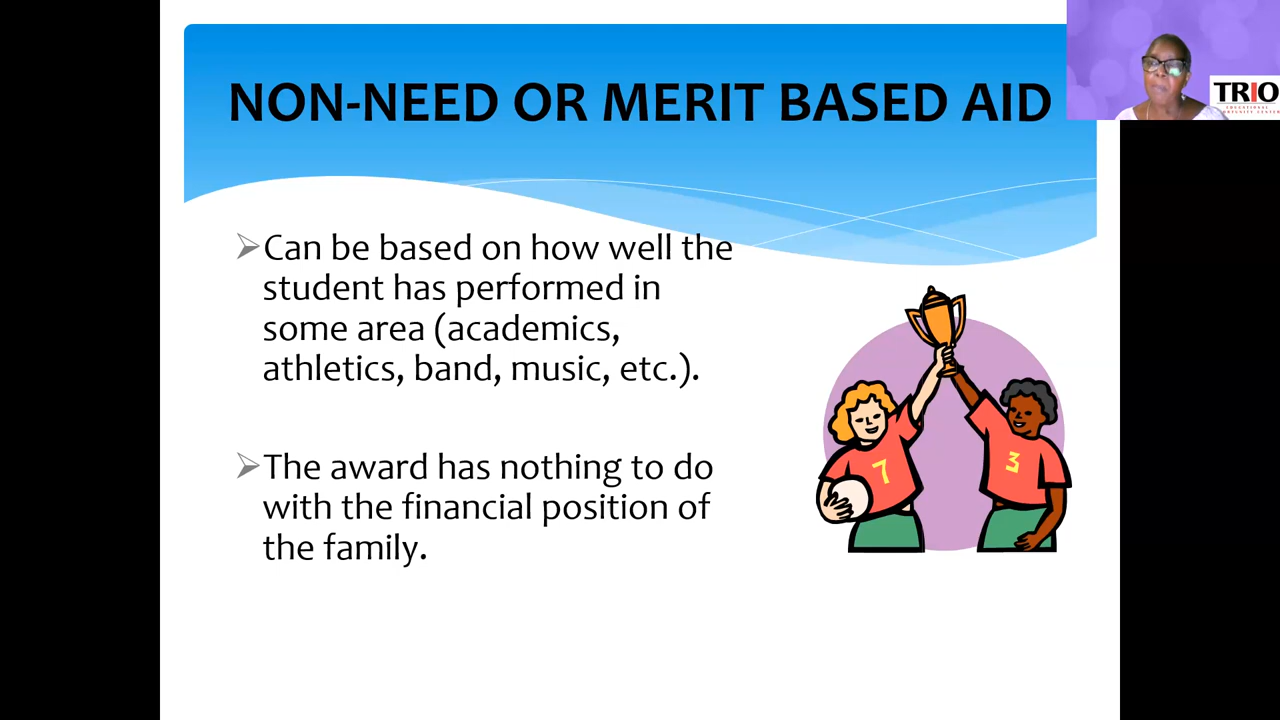 NON-NEED OR MERIT BASED AID
TRIO
EDUCATIONAL
➢Can be based on how well the
student has performed in
some area (academics,
athletics, band, music, etc.).
➢The award has nothing to do
with the financial position of
the family.
7
3